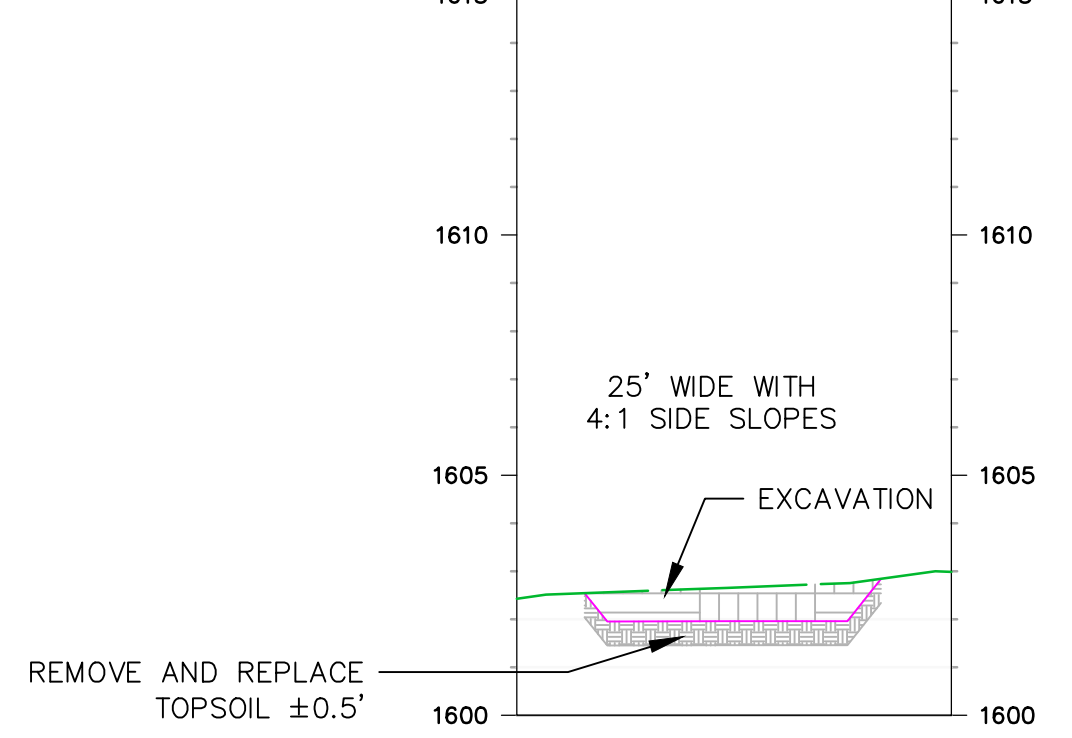 1610 1610
25' WIDE WITH
4:1 SIDE SLOPES
1605 1605
EXCAVATION
REMOVE AND REPLACE
TOPSOIL ±0.5'
1600 1600